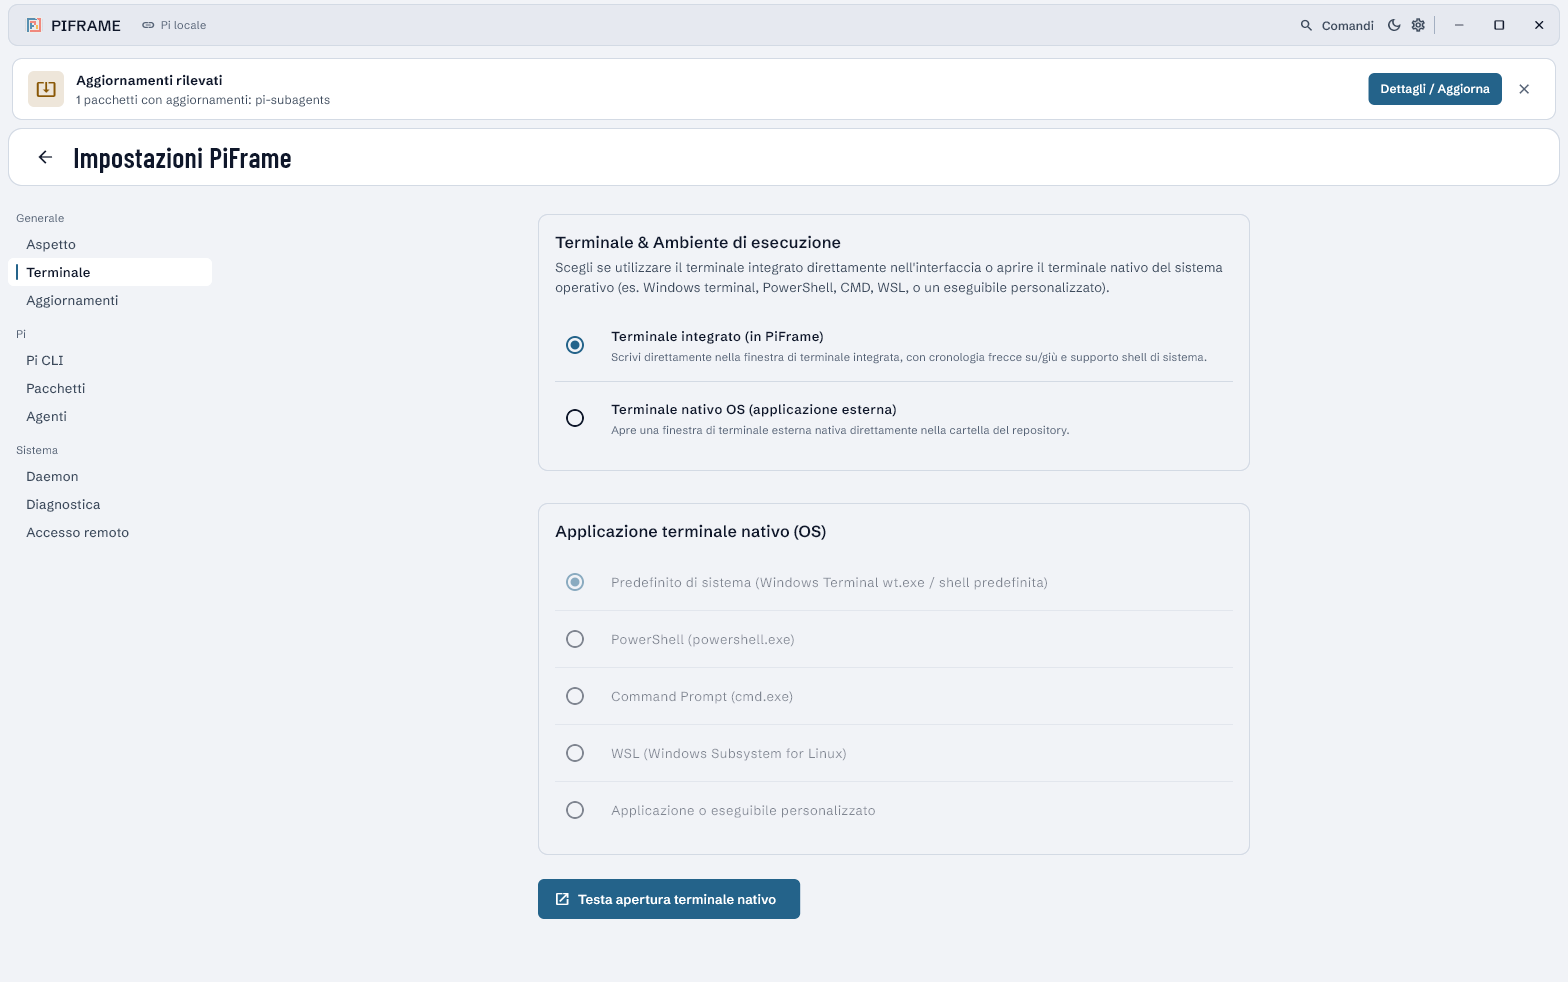 PIFRAME
Pi locale
Comandi
Aggiornamenti rilevati
1 pacchetti con aggiornamenti: pi-subagents
Dettagli / Aggiorna
Impostazioni PiFrame
Generale
Aspetto
Terminale
Aggiornamenti
Pi
Pi CLI
Pacchetti
Agenti
Sistema
Daemon
Diagnostica
Accesso remoto
Terminale & Ambiente di esecuzione
Scegli se utilizzare il terminale integrato direttamente nell'interfaccia o aprire il terminale nativo del sistema
operativo (es. Windows terminal, PowerShell, CMD, WSL, o un eseguibile personalizzato).
Terminale integrato (in PiFrame)
Scrivi direttamente nella finestra di terminale integrata, con cronologia frecce su/giù e supporto shell di sistema.
Terminale nativo OS (applicazione esterna)
Apre una finestra di terminale esterna nativa direttamente nella cartella del repository.
Applicazione terminale nativo (OS)
Predefinito di sistema (Windows Terminal wt.exe / shell predefinita)
PowerShell (powershell.exe)
Command Prompt (cmd.exe)
WSL (Windows Subsystem for Linux)
Applicazione o eseguibile personalizzato
Testa apertura terminale nativo